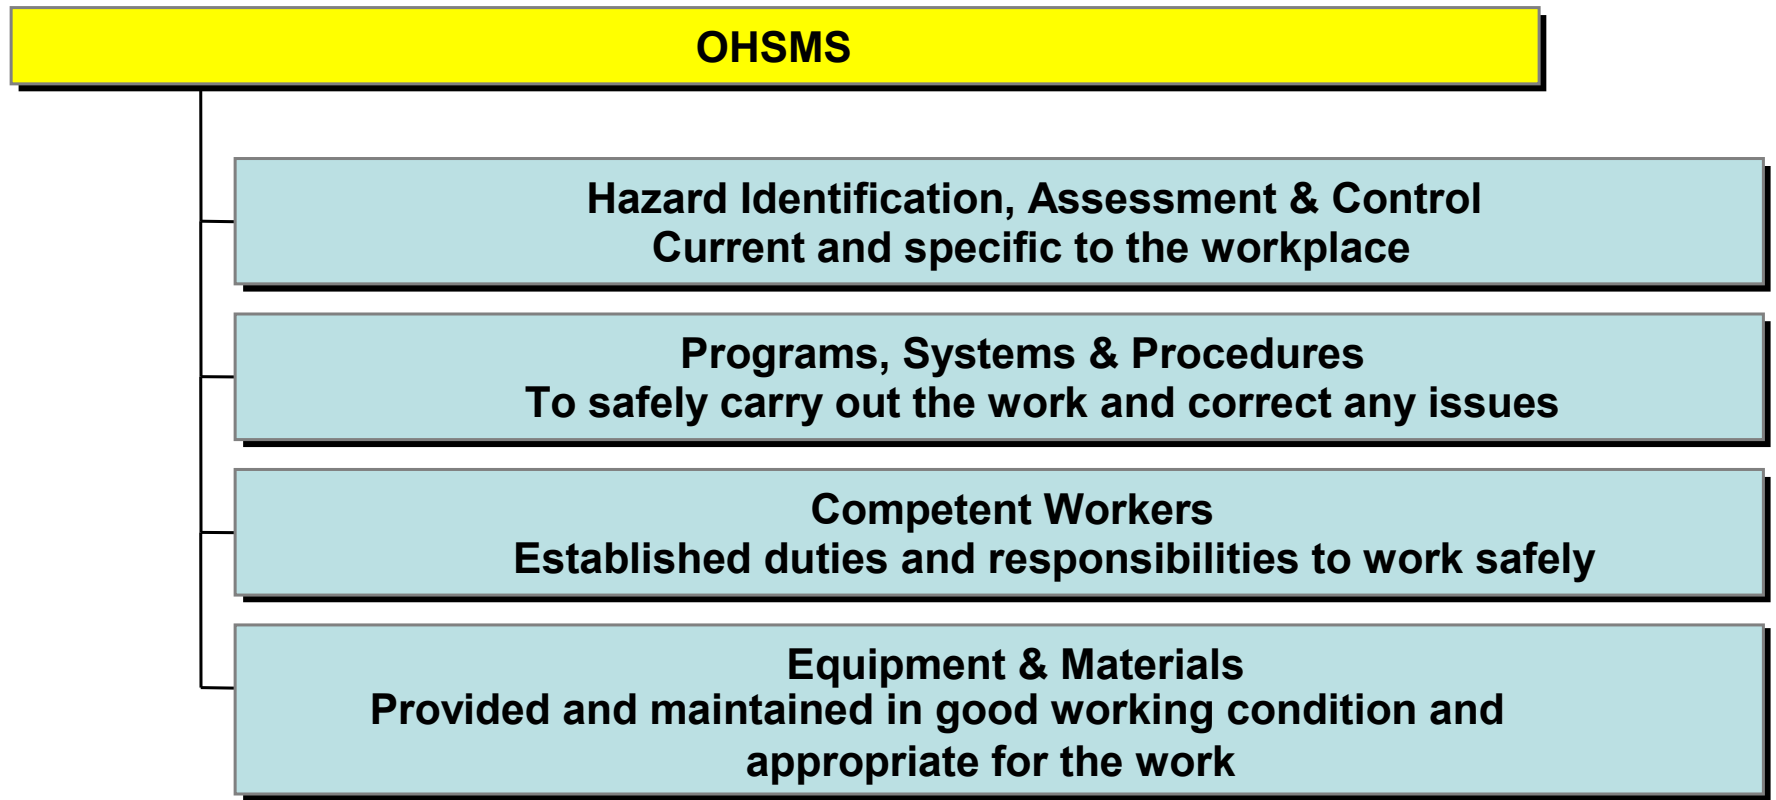 OHSMS
Hazard Identification, Assessment & Control
Current and specific to the workplace
Programs, Systems & Procedures
To safely carry out the work and correct any issues
Competent Workers
Established duties and responsibilities to work safely
Equipment & Materials
Provided and maintained in good working condition and
appropriate for the work